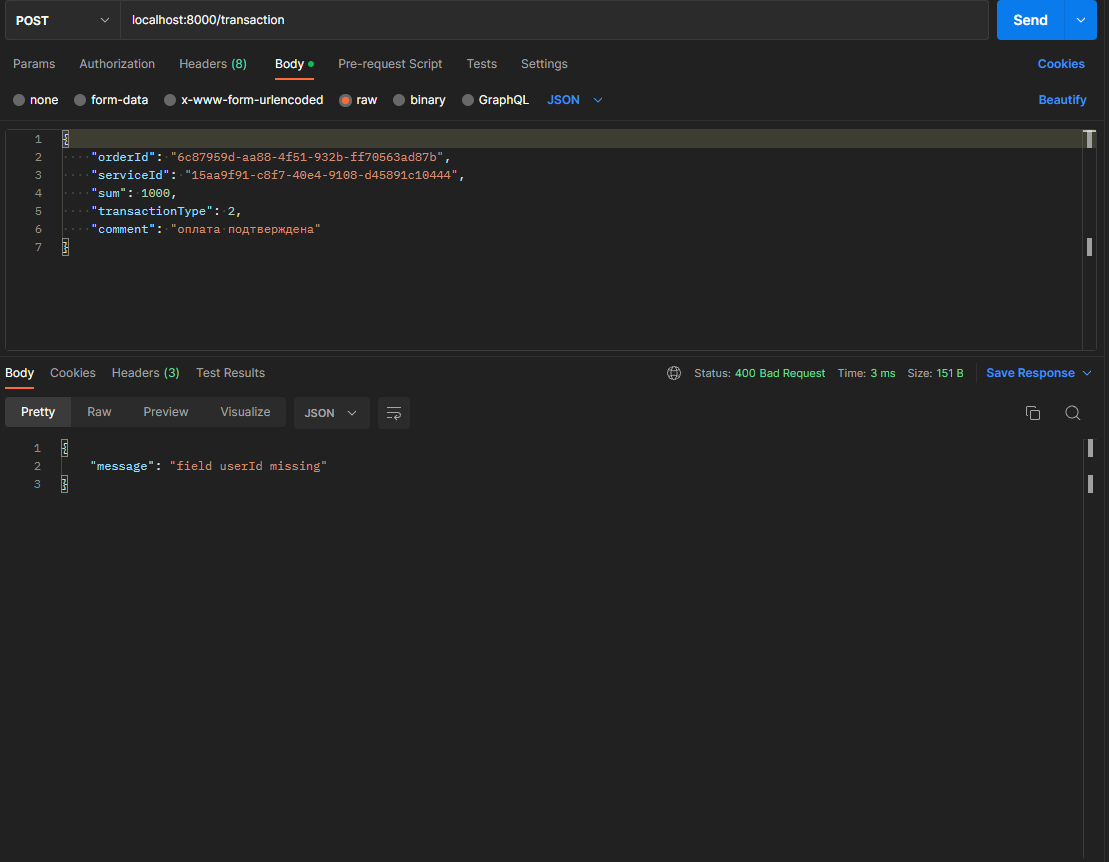 POST localhost:8000/transaction Send
Params Authorization Headers (8) Body Pre-request Script Tests Settings Cookies
none form-data x-www-form-urlencoded raw binary GraphQL JSON Beautify
1 {
2 "orderId": "6c87959d-aa88-4f51-932b-ff70563ad87b",
3 "serviceId": "15aa9f91-c8f7-40e4-9108-d45891c10444",
4 "sum": 1000,
5 "transactionType": 2,
6 "comment": "оплата подтверждена"
7 }
Body Cookies Headers (3) Test Results Status: 400 Bad Request Time: 3 ms Size: 151 B Save Response
Pretty Raw Preview Visualize JSON
1 {
2 "message": "field userId missing"
3 }